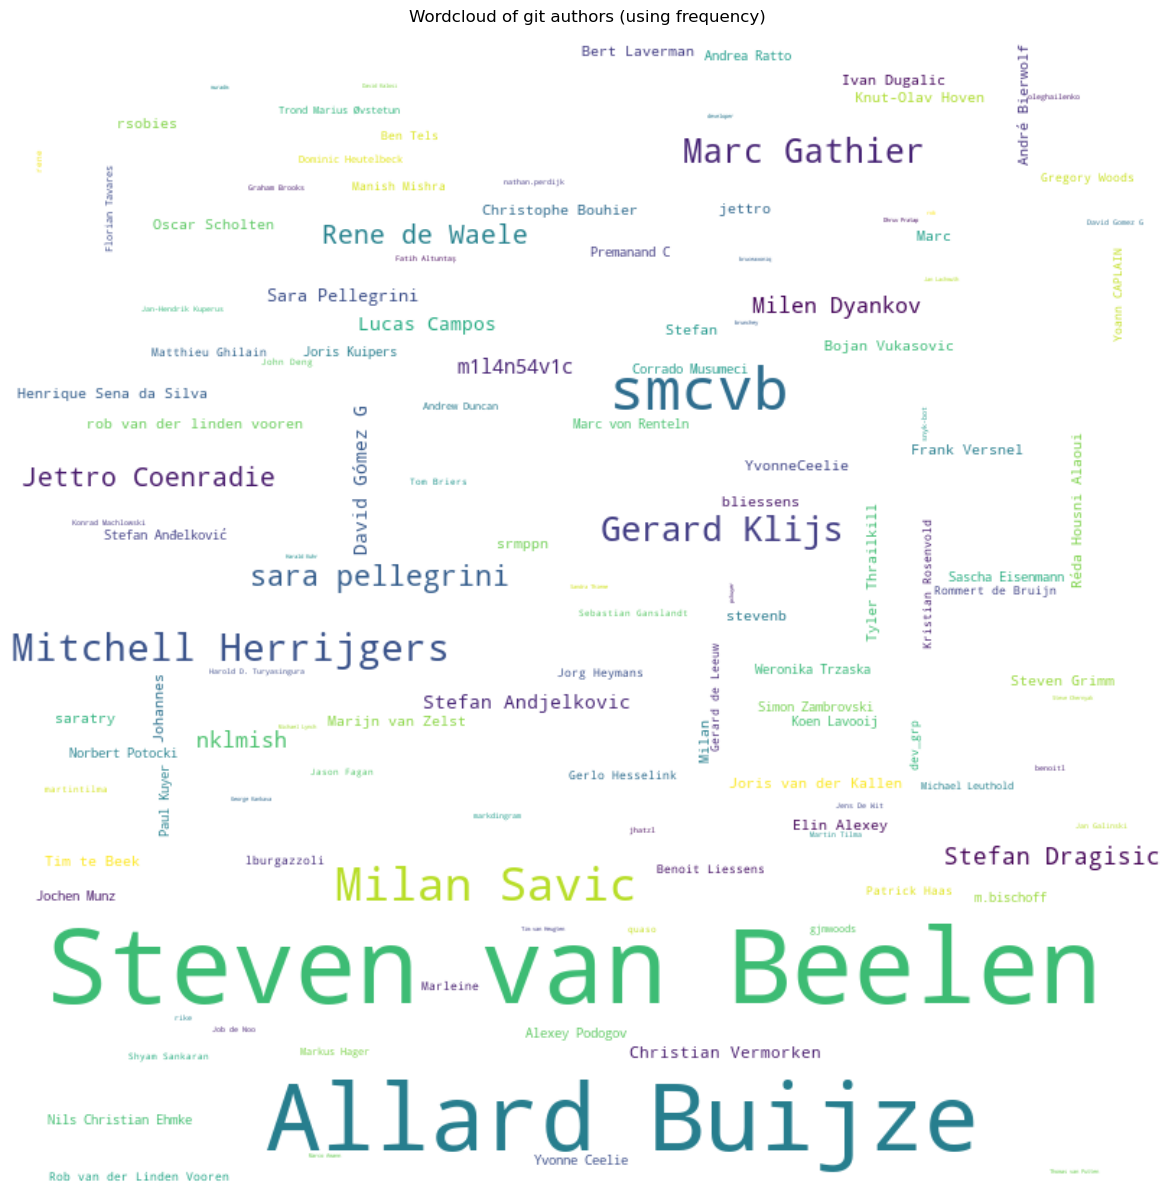 Wordcloud of git authors (using frequency)
Bert Laverman
Andrea Ratto
Ivan Dugalic
Knut-Olav Hoven
André Bierwolf
oleghailenko
Trond Marius Øvstetun
rsobies
Ben Tels
developer
Marc Gathier
Dominic Heutelbeck
rene
Florian Tavares
Graham Brooks
Manish Mishra
nathan.perdijk
Gregory Woods
Christophe Bouhier
jettro
Oscar Scholten
Rene de Waele
Dhruv Pratap
David Gomez G
Marc
Premanand C
Fatih Altuntaş
Yoann CAPLAIN
Sara Pellegrini
Jan-Hendrik Kuperus
Milen Dyankov
Lucas Campos
Stefan
Bojan Vukasovic
Matthieu Ghilain
Joris Kuipers
John Deng
m1l4n54v1c
Corrado Musumeci
smcvb
Henrique Sena da Silva
Andrew Duncan
rob van der linden vooren
David Gómez G
Marc von Renteln
snyk-bot
Frank Versnel
YvonneCeelie
Réda Housni Alaoui
Jettro Coenradie
Tom Briers
bliessens
Konrad Machlowski
Stefan Anđelković
Gerard Klijs
srmppn
Tyler Thrailkill
Kristian Rosenvold
sara pellegrini
Sascha Eisenmann
Rommert de Bruijn
Sebastian Ganslandt
stevenb
Mitchell Herrijgers
Harold D. Turyasingura
Jorg Heymans
Gerard de Leeuw
Weronika Trzaska
Steven Grimm
Johannes
Stefan Andjelkovic
Simon Zambrovski
Koen Lavooij
saratry
Marijn van Zelst
Michael Lynch
nklmish
Milan
dev_grp
Norbert Potocki
Paul Kuyer
Jason Fagan
Gerlo Hesselink
benoitl
martintilma
Joris van der Kallen
Michael Leuthold
Jens De Wit
markdingram
Elin Alexey
Martin Tilma
jhatzl
Jan Galinski
Tim te Beek
lburgazzoli
Stefan Dragisic
Benoit Liessens
Jochen Munz
Milan Savic
Patrick Haas
m.bischoff
quaso
gjnwoods
Steven van Beelen
Marleine
rike
Job de Noo
Alexey Podogov
Shyam Sankaran
Markus Hager
Christian Vermorken
Allard Buijze
Nils Christian Ehmke
Yvonne Ceelie
Rob van der Linden Vooren